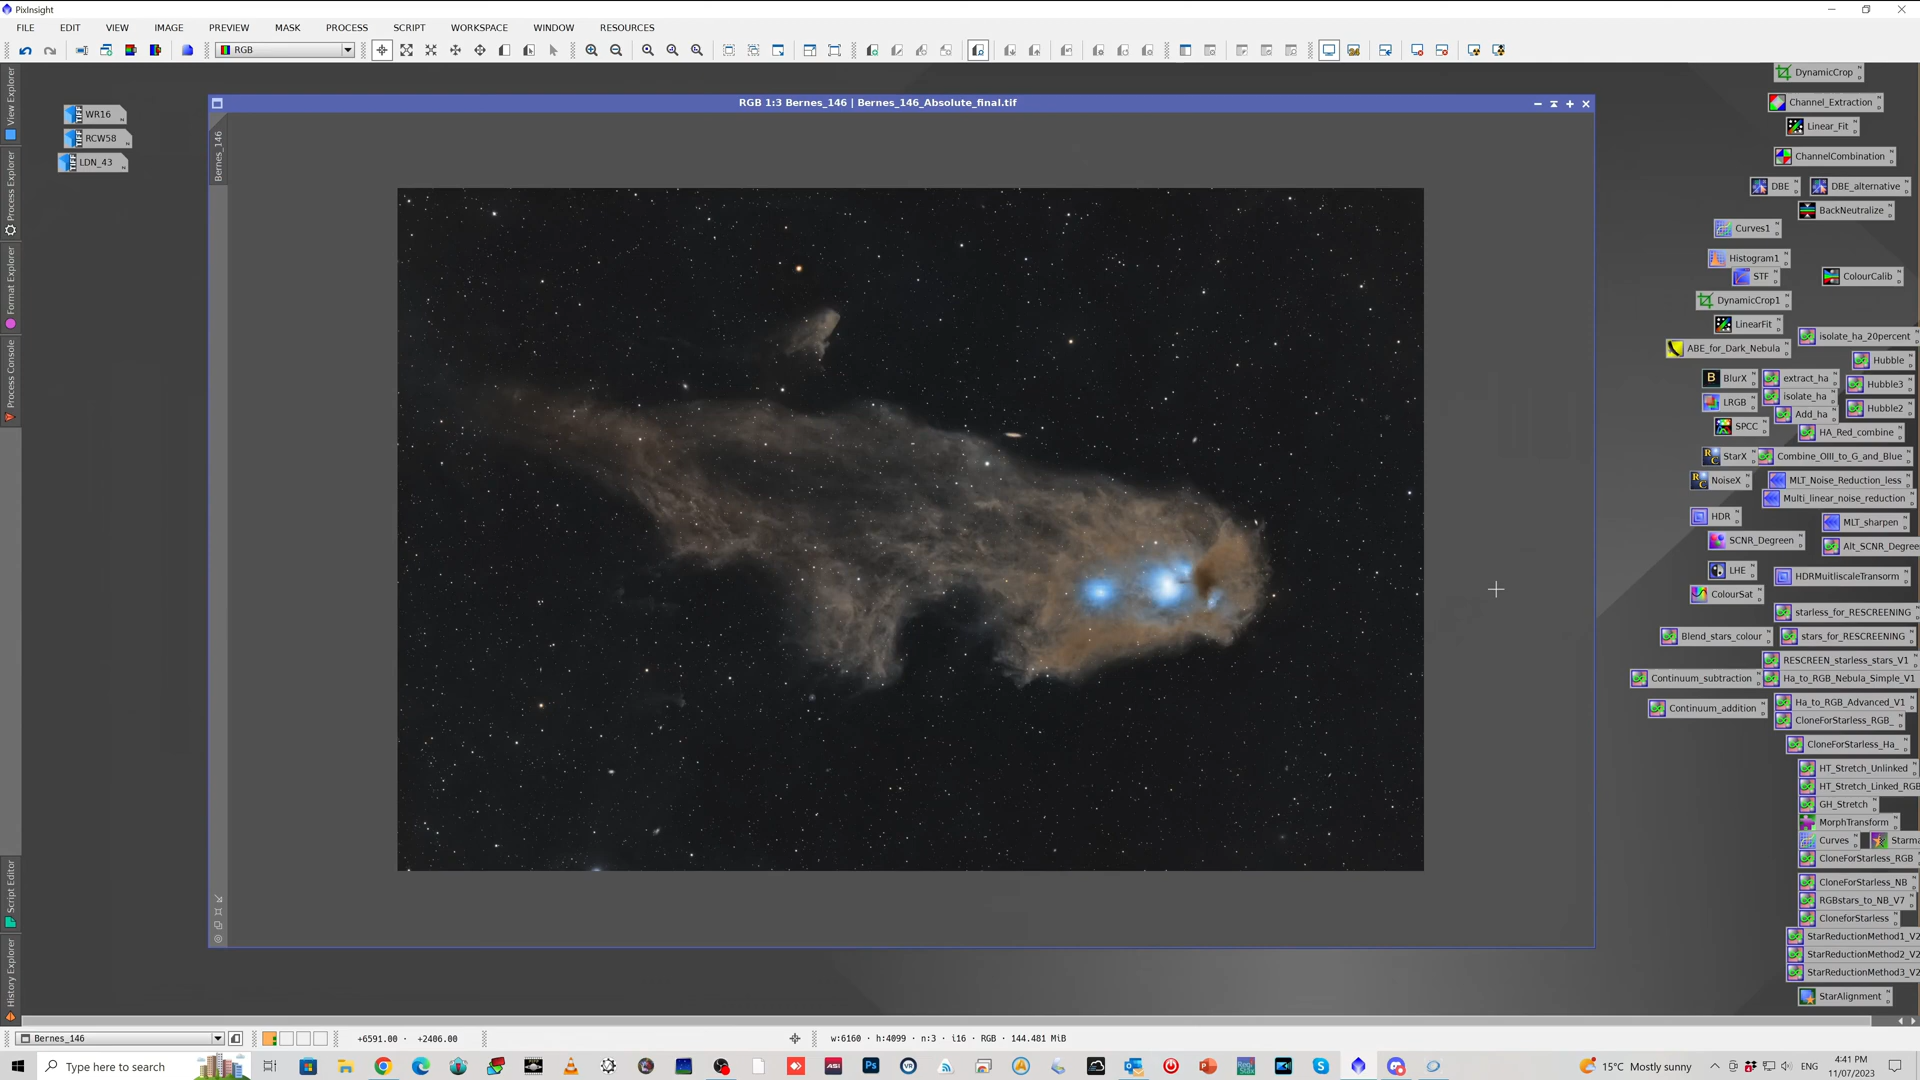 PixInsight
FILE EDIT VIEW IMAGE PREVIEW MASK PROCESS SCRIPT WORKSPACE WINDOW RESOURCES
RGB
View Explorer
Process Explorer
Format Explorer
Process Console
Script Editor
History Explorer
WR16
RCW58
LDN_43
RGB 1:3 Bernes_146 | Bernes_146_Absolute_final.tif
Bernes_146
DynamicCrop
Channel_Extraction
Linear_Fit
ChannelCombination
DBE DBE_alternative
BackNeutralize
Curves1
Histogram1
STF ColourCalib
DynamicCrop1
LinearFit
isolate_ha_20percent
ABE_for_Dark_Nebula
Hubble
BlurX extract_ha Hubble3
LRGB isolate_ha
Add_ha Hubble2
SPCC HA_Red_combine
StarX Combine_OIII_to_G_and_Blue
NoiseX MLT_Noise_Reduction_less
Multi_linear_noise_reduction
HDR MLT_sharpen
SCNR_Degreen Alt_SCNR_Degree
LHE HDRMuitliscaleTransorm
ColourSat
starless_for_RESCREENING
Blend_stars_colour stars_for_RESCREENING
RESCREEN_starless_stars_V1
Continuum_subtraction Ha_to_RGB_Nebula_Simple_V1
Continuum_addition Ha_to_RGB_Advanced_V1
CloneForStarless_RGB_
CloneForStarless_Ha_
HT_Stretch_Unlinked
HT_Stretch_Linked_RGB
GH_Stretch
MorphTransform
Curves Starma
CloneForStarless_RGB
CloneForStarless_NB
RGBstars_to_NB_V7
CloneforStarless
StarReductionMethod1_V2
StarReductionMethod2_V2
StarReductionMethod3_V2
StarAlignment
Bernes_146 +6591.00 · +2406.00 w:6160 · h:4099 · n:3 · i16 · RGB · 144.481 MiB
Type here to search
15°C Mostly sunny
ENG
4:41 PM
11/07/2023